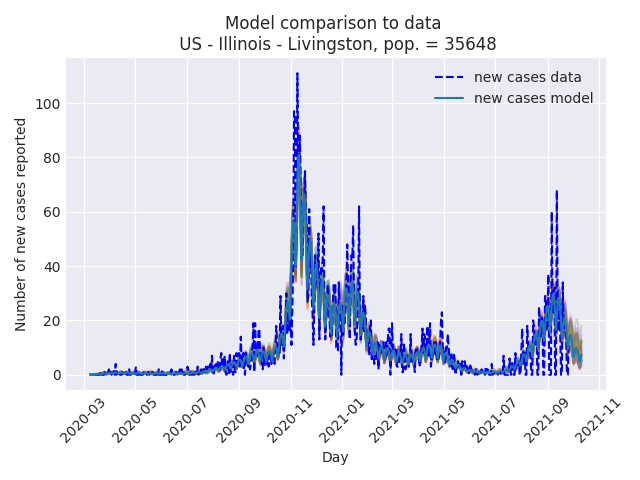 Model comparison to data
US - Illinois - Livingston, pop. = 35648
new cases data
new cases model
Number of new cases reported
100
80
60
40
20
0
2020-03
2020-05
2020-07
2020-09
2020-11
2021-01
2021-03
2021-05
2021-07
2021-09
2021-11
Day